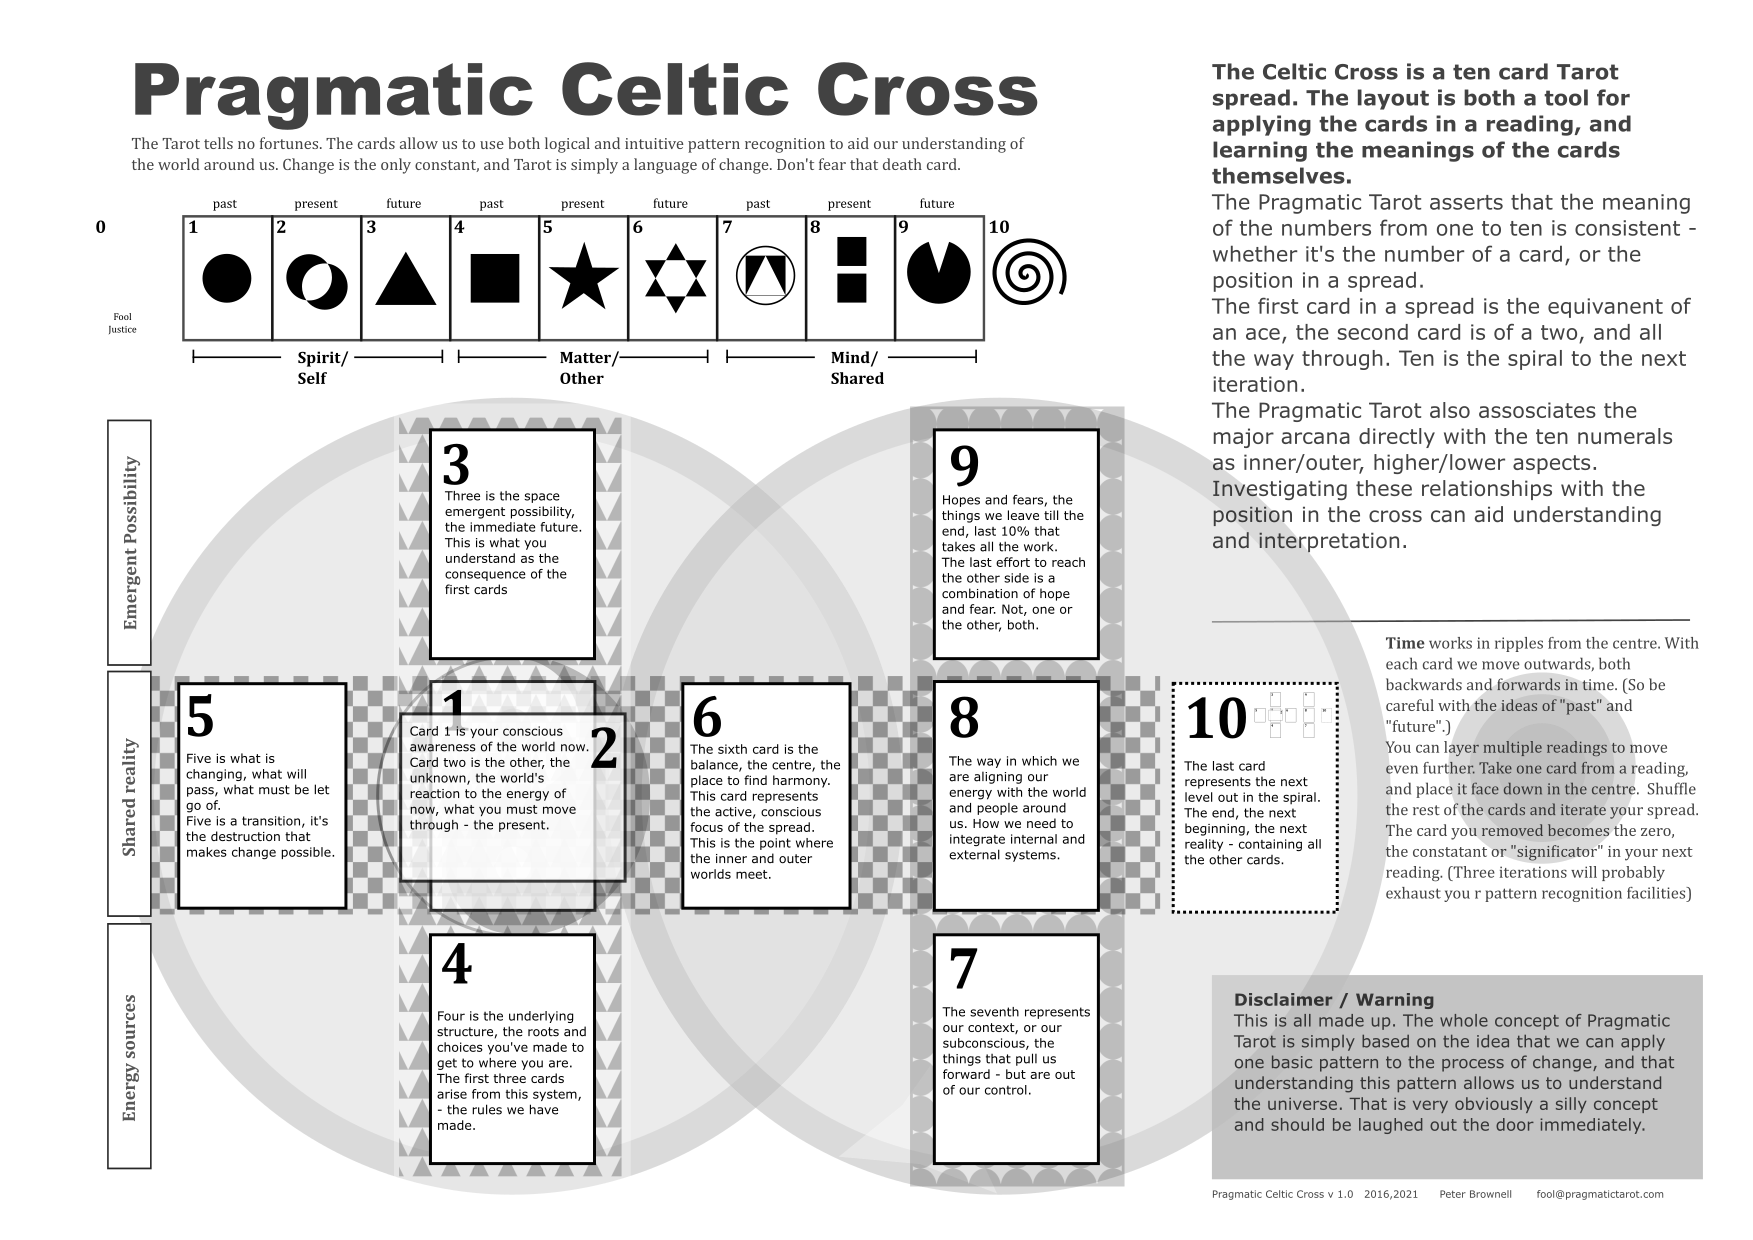 Pragmatic Celtic Cross
The Tarot tells no fortunes. The cards allow us to use both logical and intuitive pattern recognition to aid our understanding of
the world around us. Change is the only constant, and Tarot is simply a language of change. Don't fear that death card.
past present future past present future past present future
0 1 2 3 4 5 6 7 8 9 10
Fool
Justice
Spirit/
Self
Matter/
Other
Mind/
Shared
The Celtic Cross is a ten card Tarot
spread. The layout is both a tool for
applying the cards in a reading, and
learning the meanings of the cards
themselves.
The Pragmatic Tarot asserts that the meaning
of the numbers from one to ten is consistent -
whether it's the number of a card, or the
position in a spread.
The first card in a spread is the equivanent of
an ace, the second card is of a two, and all
the way through. Ten is the spiral to the next
iteration.
The Pragmatic Tarot also assosciates the
major arcana directly with the ten numerals
as inner/outer, higher/lower aspects.
Investigating these relationships with the
position in the cross can aid understanding
and interpretation.
Emergent Possibility
3
Three is the space
emergent possibility,
the immediate future.
This is what you
understand as the
consequence of the
first cards
9
Hopes and fears, the
things we leave till the
end, last 10% that
takes all the work.
The last effort to reach
the other side is a
combination of hope
and fear. Not, one or
the other, both.
Shared reality
5
Five is what is
changing, what will
pass, what must be let
go of.
Five is a transition, it's
the destruction that
makes change possible.
1
2
Card 1 is your conscious
awareness of the world now.
Card two is the other, the
unknown, the world's
reaction to the energy of
now, what you must move
through - the present.
6
The sixth card is the
balance, the centre, the
place to find harmony.
This card represents
the active, conscious
focus of the spread.
This is the point where
the inner and outer
worlds meet.
8
The way in which we
are aligning our
energy with the world
and people around
us. How we need to
integrate internal and
external systems.
10
The last card
represents the next
level out in the spiral.
The end, the next
beginning, the next
reality - containing all
the other cards.
Time works in ripples from the centre. With
each card we move outwards, both
backwards and forwards in time. (So be
careful with the ideas of "past" and
"future".)
You can layer multiple readings to move
even further. Take one card from a reading,
and place it face down in the centre.  Shuffle
the rest of the cards and iterate your spread.
The card you removed becomes the zero,
the constatant or "significator" in your next
reading. (Three iterations will probably
exhaust you r pattern recognition facilities)
Energy sources
4
Four is the underlying
structure, the roots and
choices you've made to
get to where you are.
The first three cards
arise from this system,
- the rules we have
made.
7
The seventh represents
our context, or our
subconscious, the
things that pull us
forward - but are out
of our control.
Disclaimer / Warning
This is all made up. The whole concept of Pragmatic
Tarot is simply based on the idea that we can apply
one basic pattern to the process of change, and that
understanding this pattern allows us to understand
the universe. That is very obviously a silly concept
and should be laughed out the door immediately.
Pragmatic Celtic Cross v 1.0 2016,2021 Peter Brownell fool@pragmatictarot.com